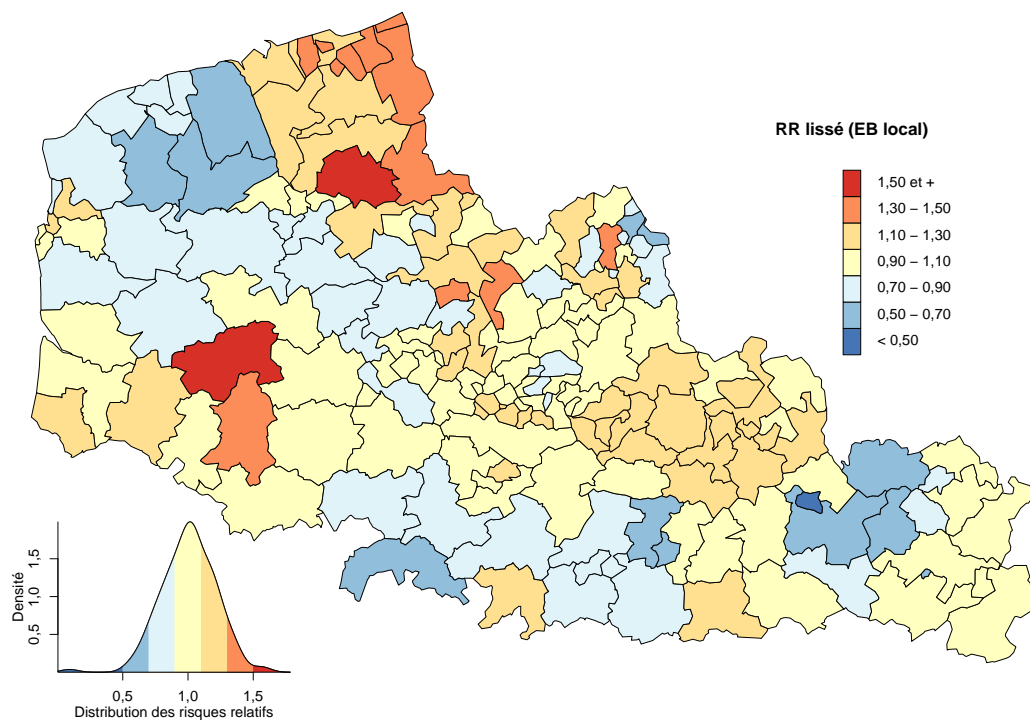 RR lissé (EB local)
1,50 et +
1,30 – 1,50
1,10 – 1,30
0,90 – 1,10
0,70 – 0,90
0,50 – 0,70
< 0,50
Densité
1,5
1,0
0,5
0,5 1,0 1,5
Distribution des risques relatifs